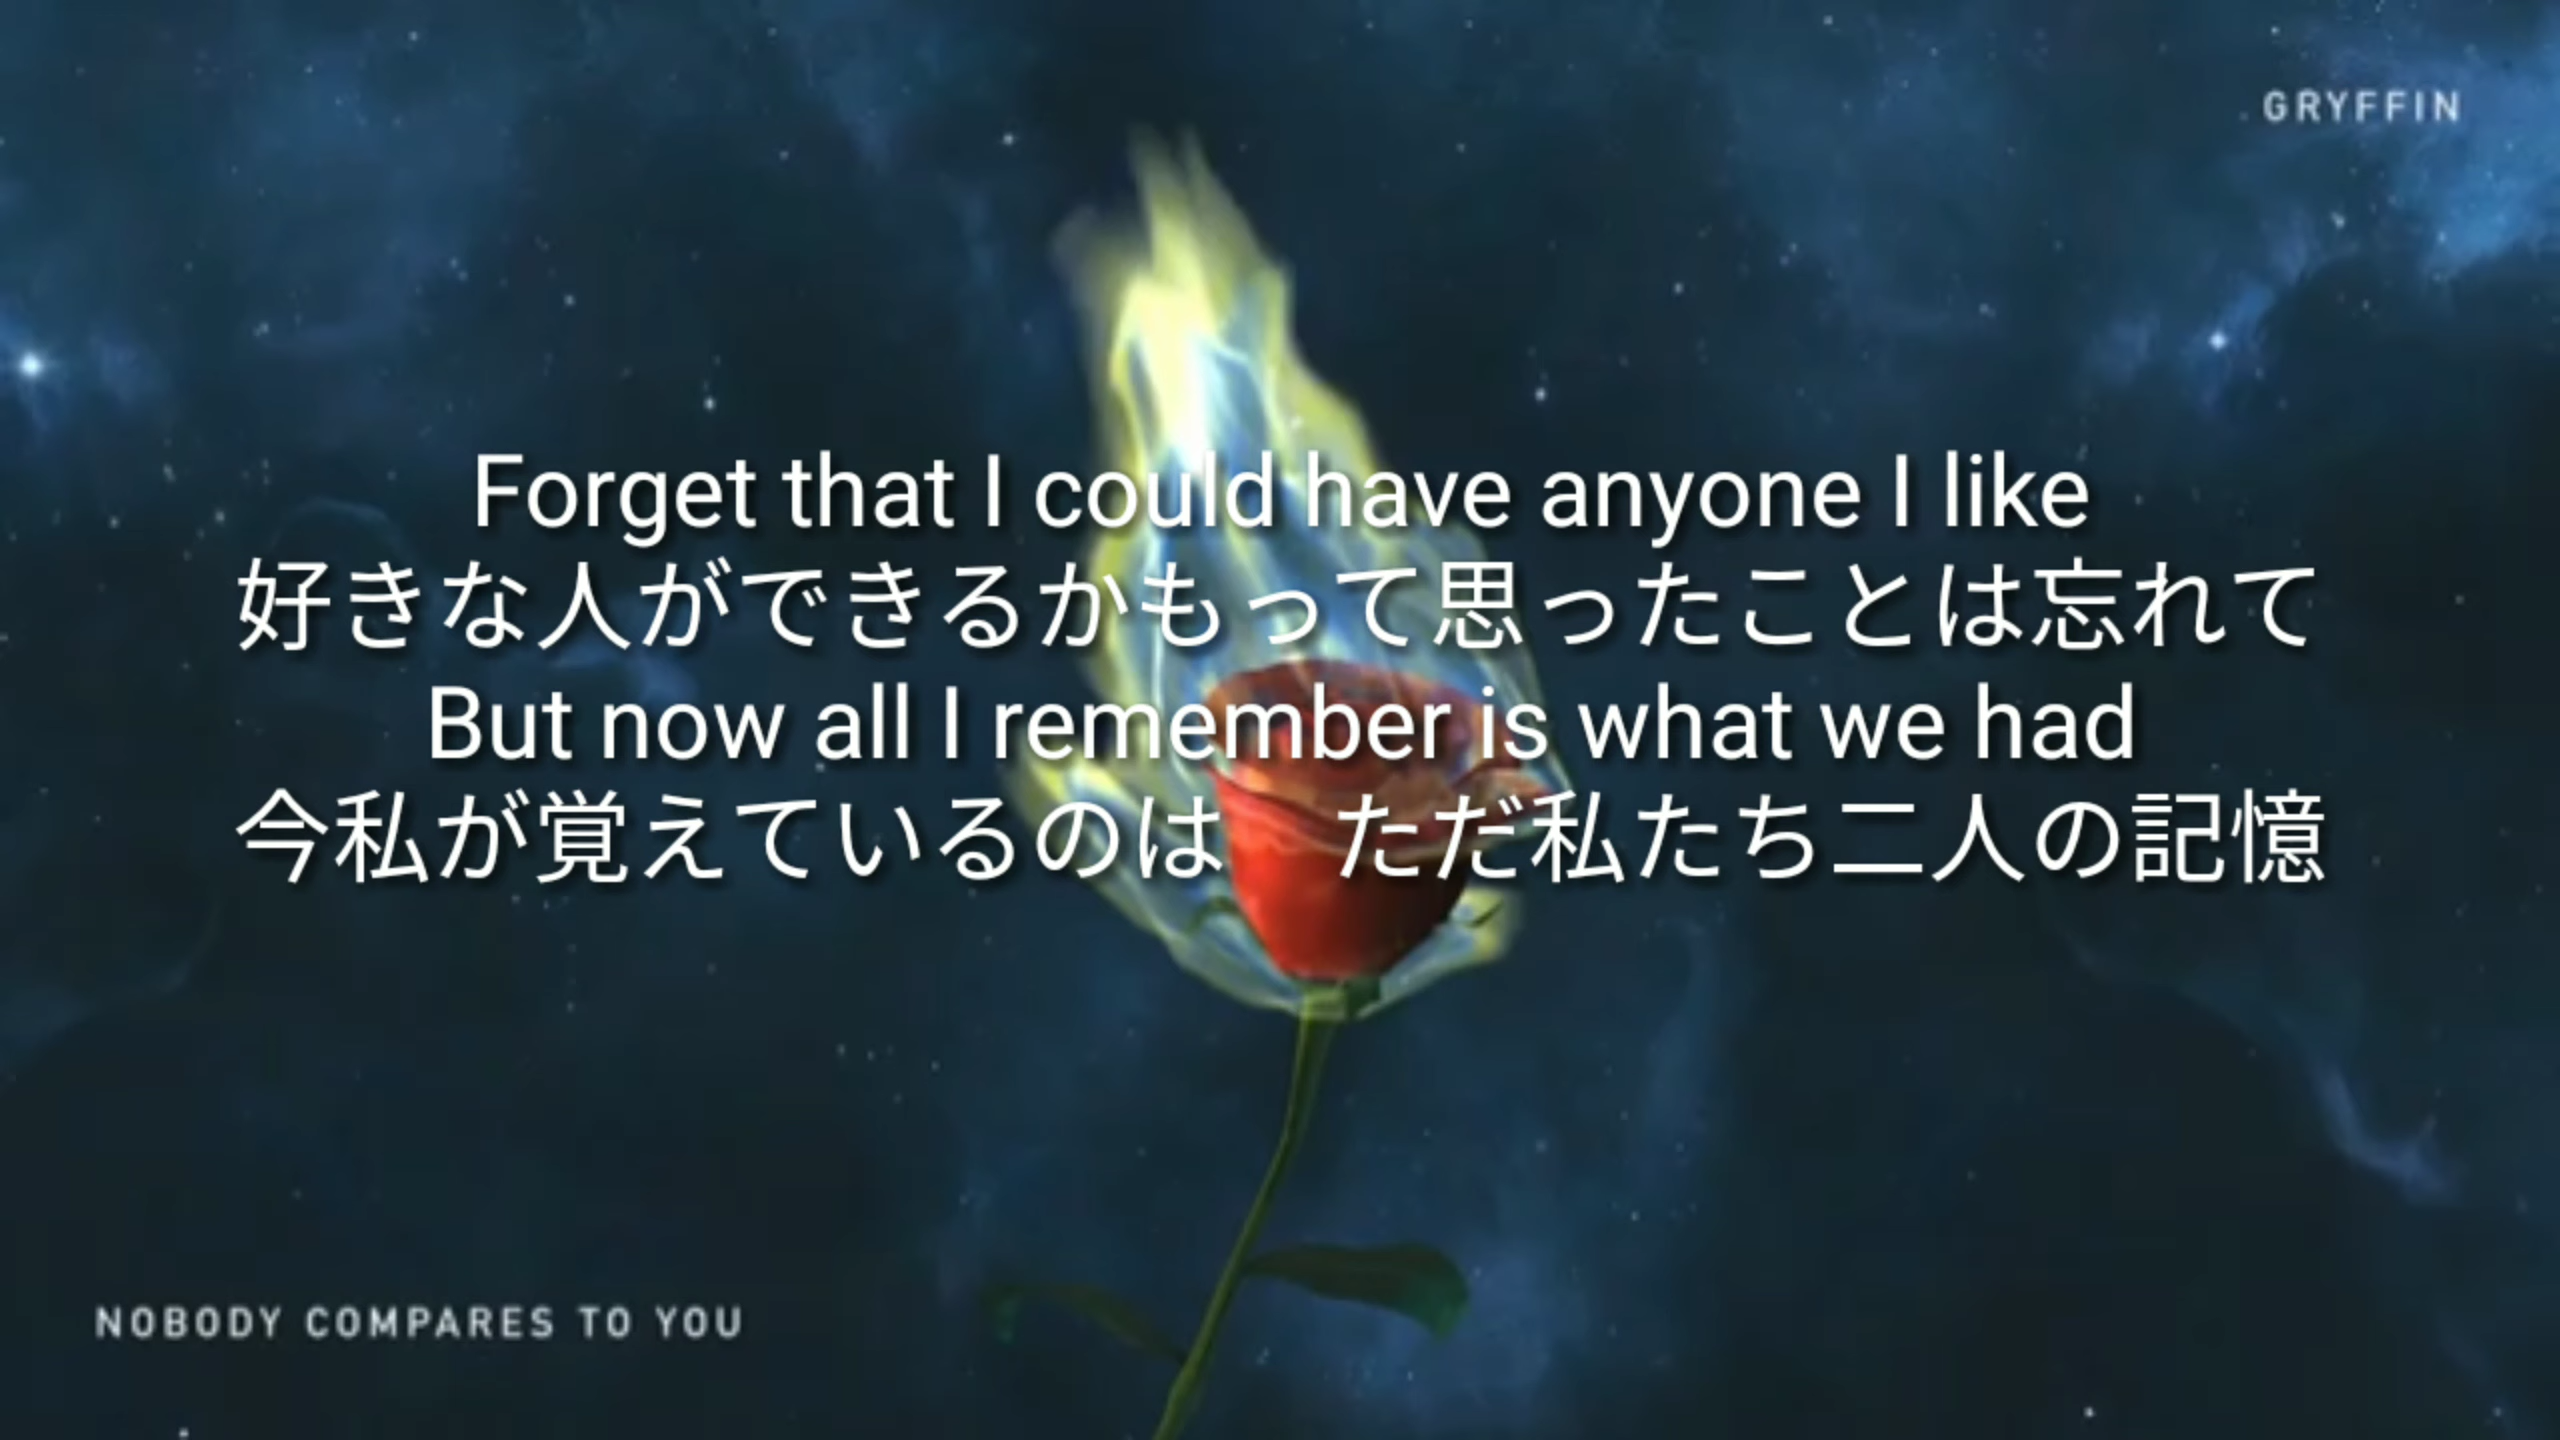 GRYFFIN
Forget that I could have anyone I like
好きな人ができるかもって思ったことは忘れて
But now all I remember is what we had
今私が覚えているのは　ただ私たち二人の記憶
NOBODY COMPARES TO YOU